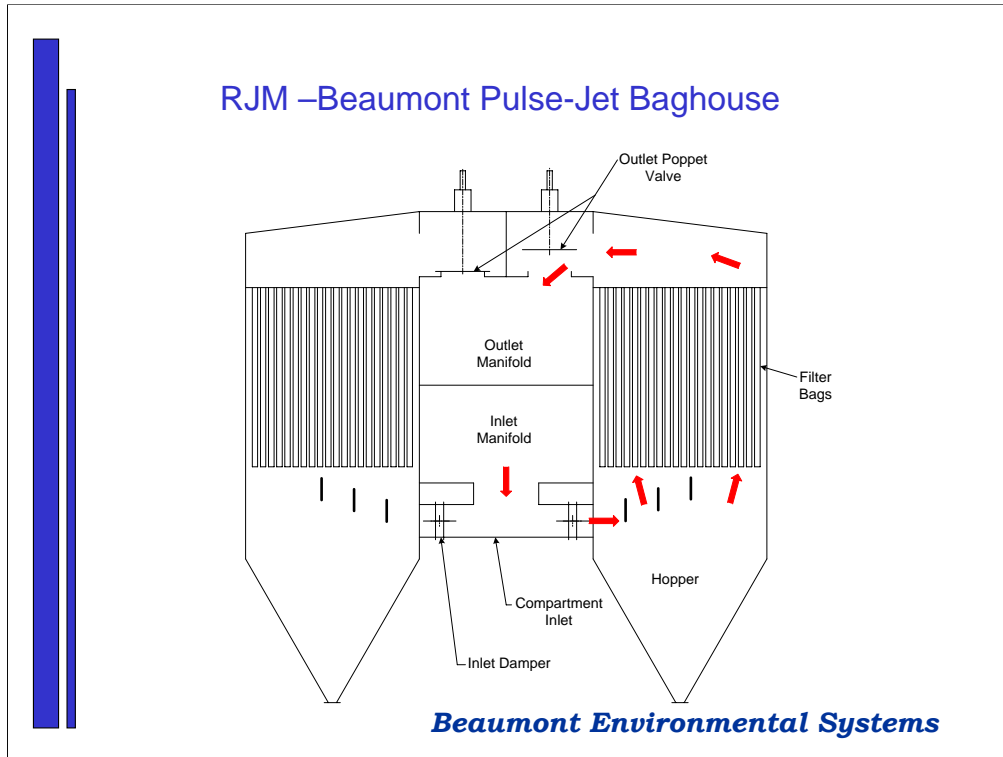 RJM –Beaumont Pulse-Jet Baghouse
Outlet Poppet
Valve
Outlet
Manifold
Filter
Bags
Inlet
Manifold
Hopper
Compartment
Inlet
Inlet Damper
Beaumont Environmental Systems